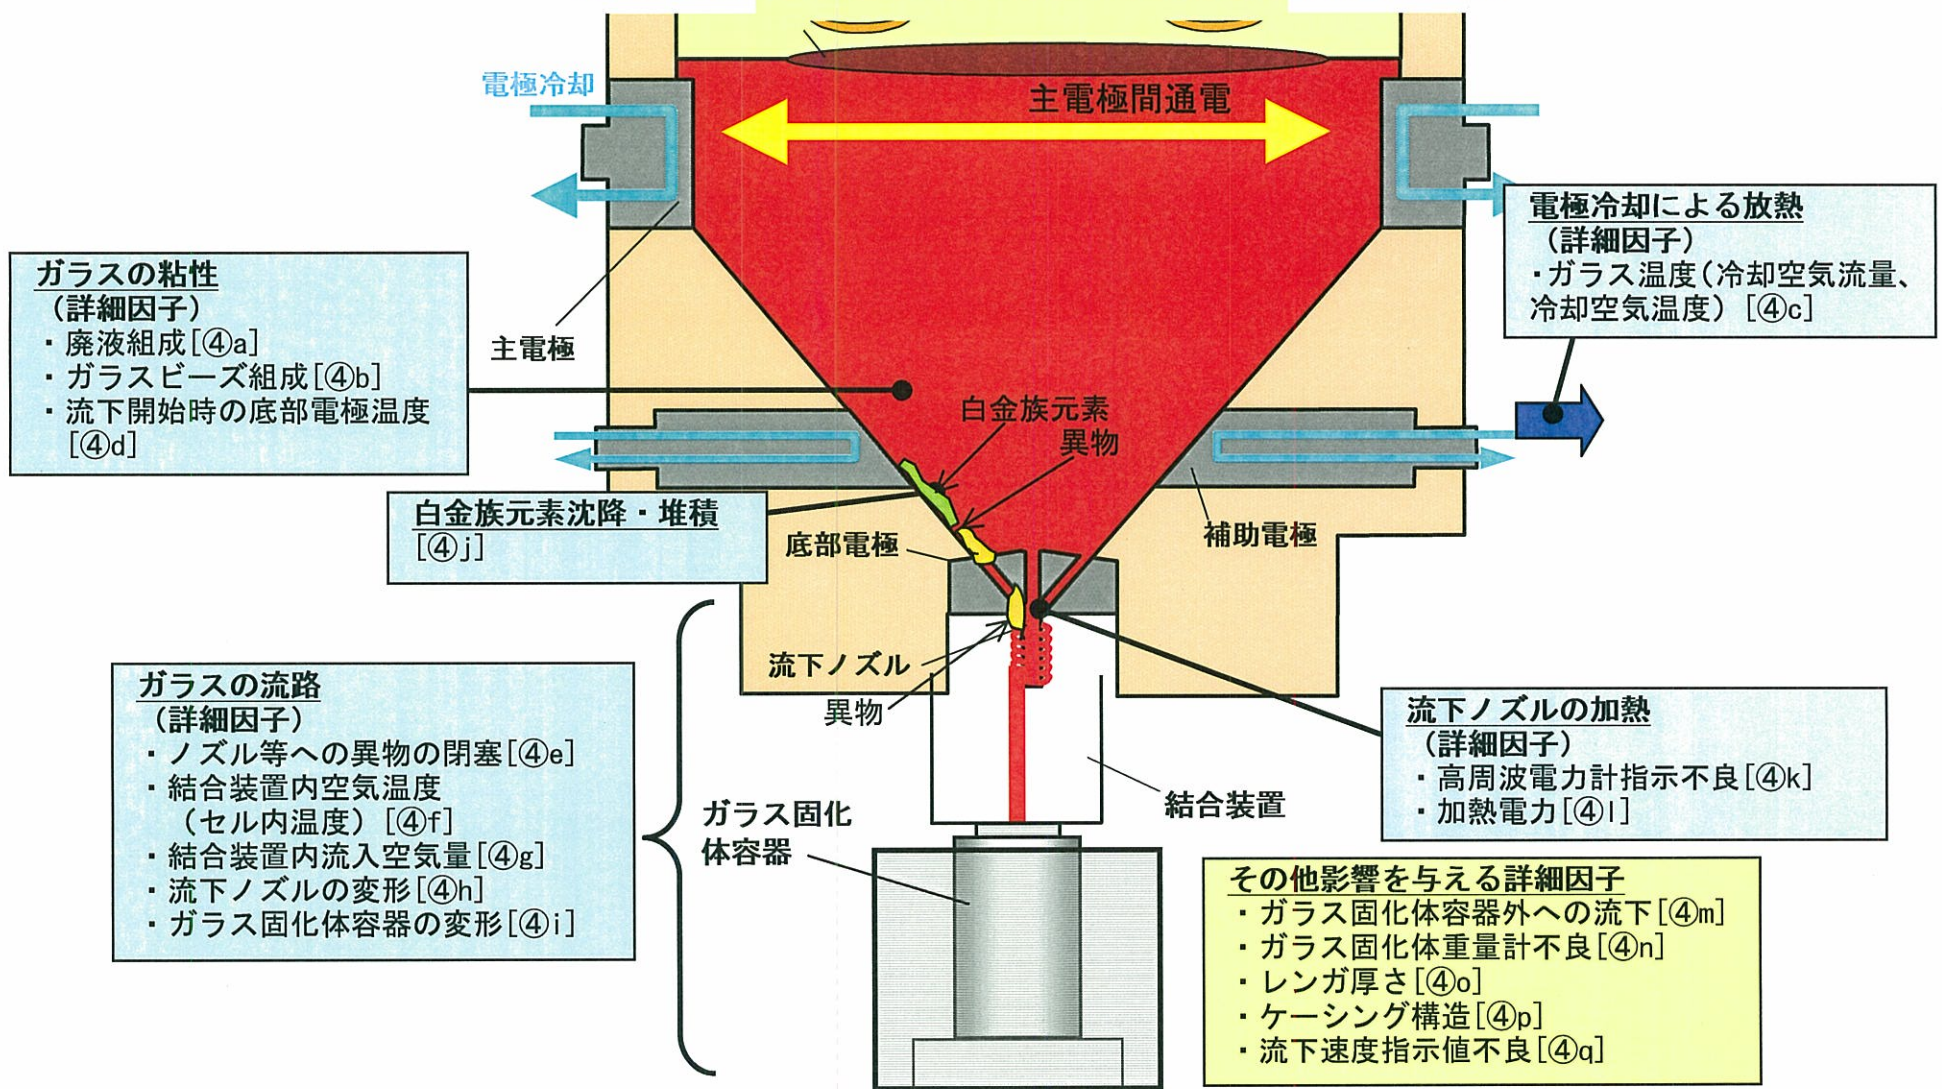 電極冷却
主電極間通電
電極冷却による放熱
（詳細因子）
・ガラス温度（冷却空気流量、
冷却空気温度）［④c］
ガラスの粘性
（詳細因子）
・廃液組成［④a］
・ガラスビーズ組成［④b］
・流下開始時の底部電極温度
［④d］
主電極
白金族元素
異物
白金族元素沈降・堆積
［④j］
底部電極
補助電極
流下ノズル
異物
ガラスの流路
（詳細因子）
・ノズル等への異物の閉塞［④e］
・結合装置内空気温度
（セル内温度）［④f］
・結合装置内流入空気量［④g］
・流下ノズルの変形［④h］
・ガラス固化体容器の変形［④i］
ガラス固化
体容器
結合装置
流下ノズルの加熱
（詳細因子）
・高周波電力計指示不良［④k］
・加熱電力［④l］
その他影響を与える詳細因子
・ガラス固化体容器外への流下［④m］
・ガラス固化体重量計不良［④n］
・レンガ厚さ［④o］
・ケーシング構造［④p］
・流下速度指示値不良［④q］